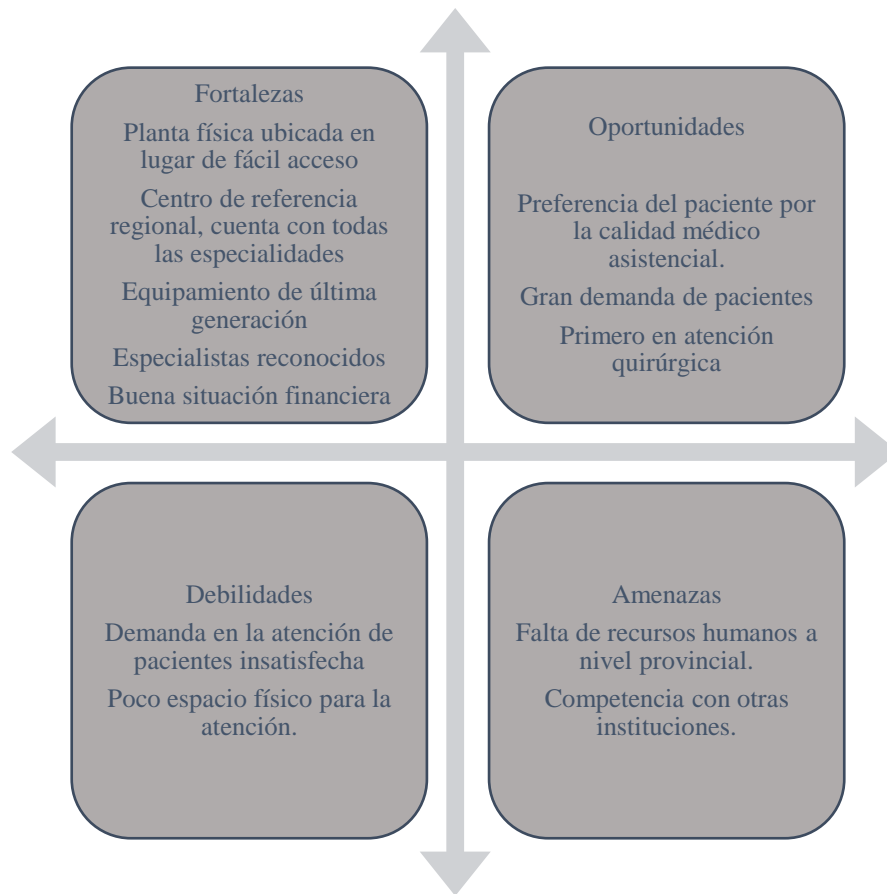 Fortalezas
Planta física ubicada en
lugar de fácil acceso
Centro de referencia
regional, cuenta con todas
las especialidades
Equipamiento de última
generación
Especialistas reconocidos
Buena situación financiera
Oportunidades
Preferencia del paciente por
la calidad médico
asistencial.
Gran demanda de pacientes
Primero en atención
quirúrgica
Debilidades
Demanda en la atención de
pacientes insatisfecha
Poco espacio físico para la
atención.
Amenazas
Falta de recursos humanos a
nivel provincial.
Competencia con otras
instituciones.